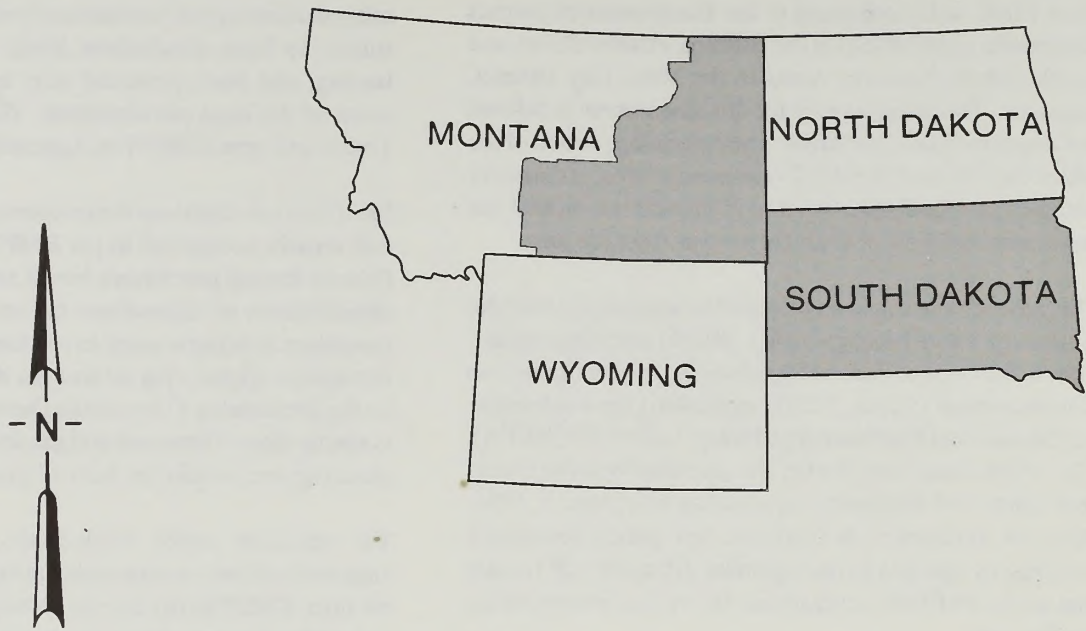 MONTANA
NORTH DAKOTA
SOUTH DAKOTA
WYOMING
-N-